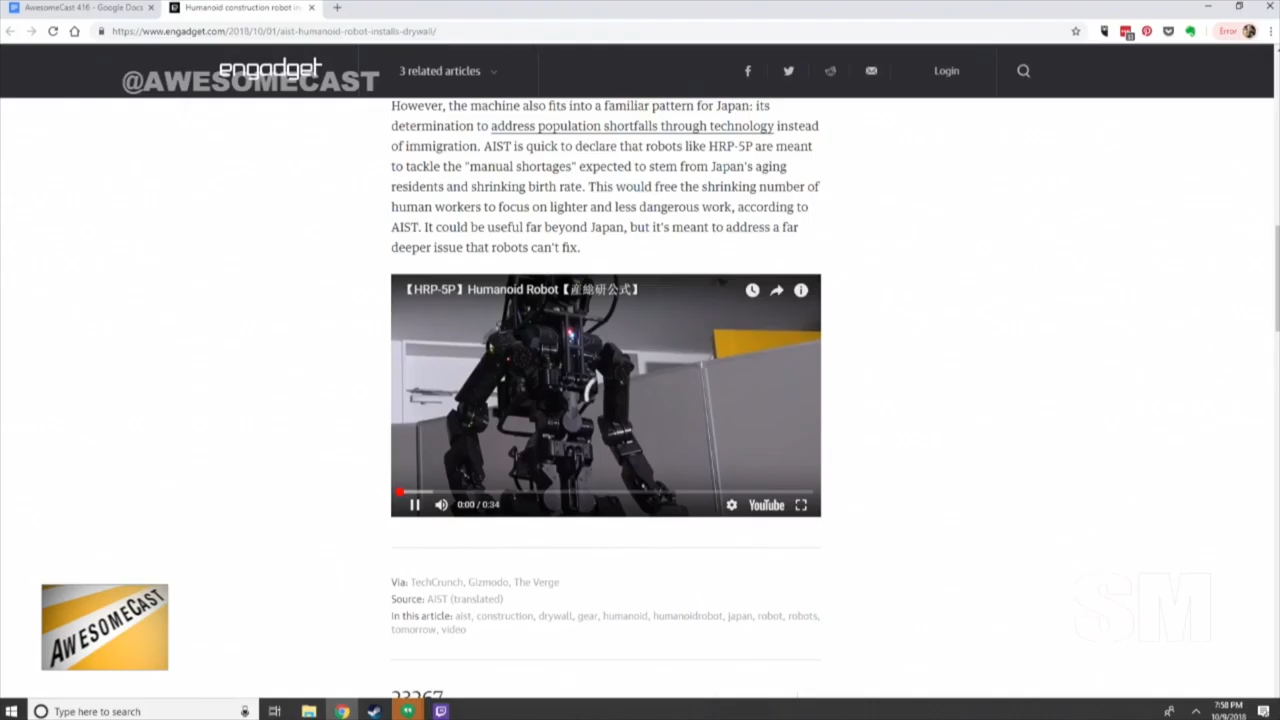 AwesomeCast 416 - Google Docs
Humanoid construction robot in
https://www.engadget.com/2018/10/01/aist-humanoid-robot-installs-drywall/
Error
engadget
@AWESOMECAST
3 related articles
Login
However, the machine also fits into a familiar pattern for Japan: its
determination to address population shortfalls through technology instead
of immigration. AIST is quick to declare that robots like HRP-5P are meant
to tackle the "manual shortages" expected to stem from Japan's aging
residents and shrinking birth rate. This would free the shrinking number of
human workers to focus on lighter and less dangerous work, according to
AIST. It could be useful far beyond Japan, but it's meant to address a far
deeper issue that robots can't fix.
【HRP-5P】Humanoid Robot【産総研公式】
0:00 / 0:34
YouTube
Via: TechCrunch, Gizmodo, The Verge
Source: AIST (translated)
In this article: aist, construction, drywall, gear, humanoid, humanoidrobot, japan, robot, robots,
tomorrow, video
AWESOMECAST
SM
23267
Type here to search
7:58 PM
10/9/2018